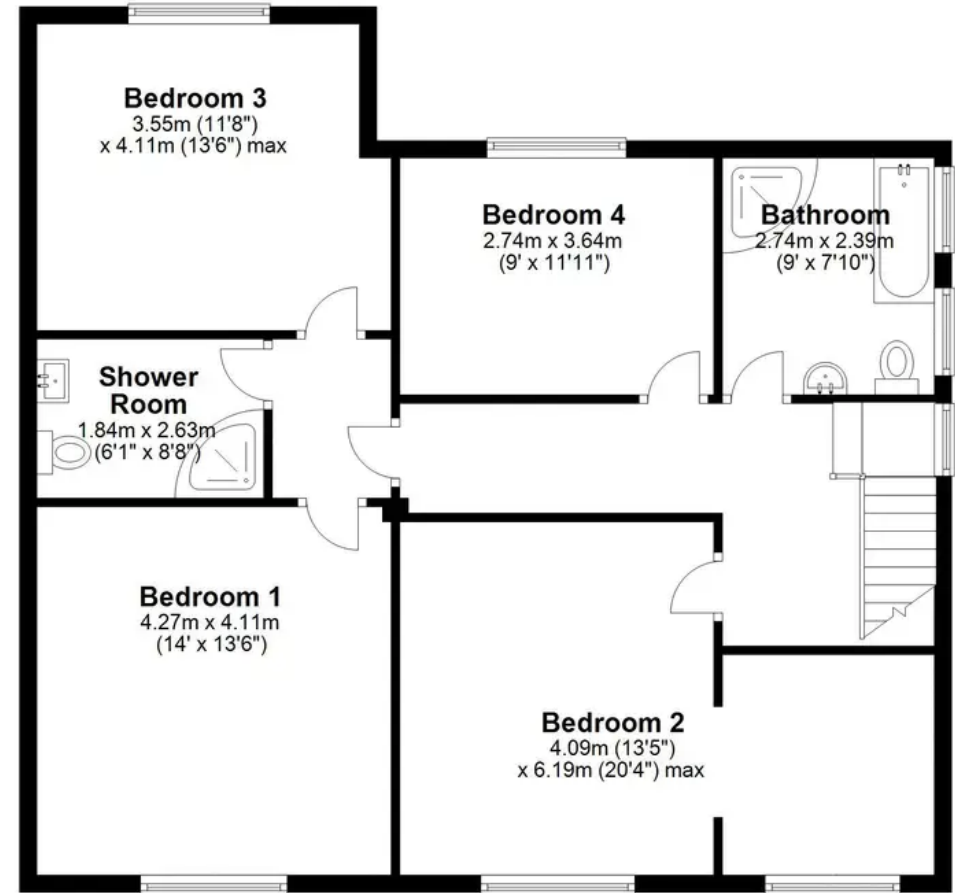 Bedroom 3
3.55m (11'8")
x 4.11m (13'6") max
Bedroom 4
2.74m x 3.64m
(9' x 11'11")
Bathroom
2.74m x 2.39m
(9' x 7'10")
Shower
Room
1.84m x 2.63m
(6'1" x 8'8")
Bedroom 1
4.27m x 4.11m
(14' x 13'6")
Bedroom 2
4.09m (13'5")
x 6.19m (20'4") max